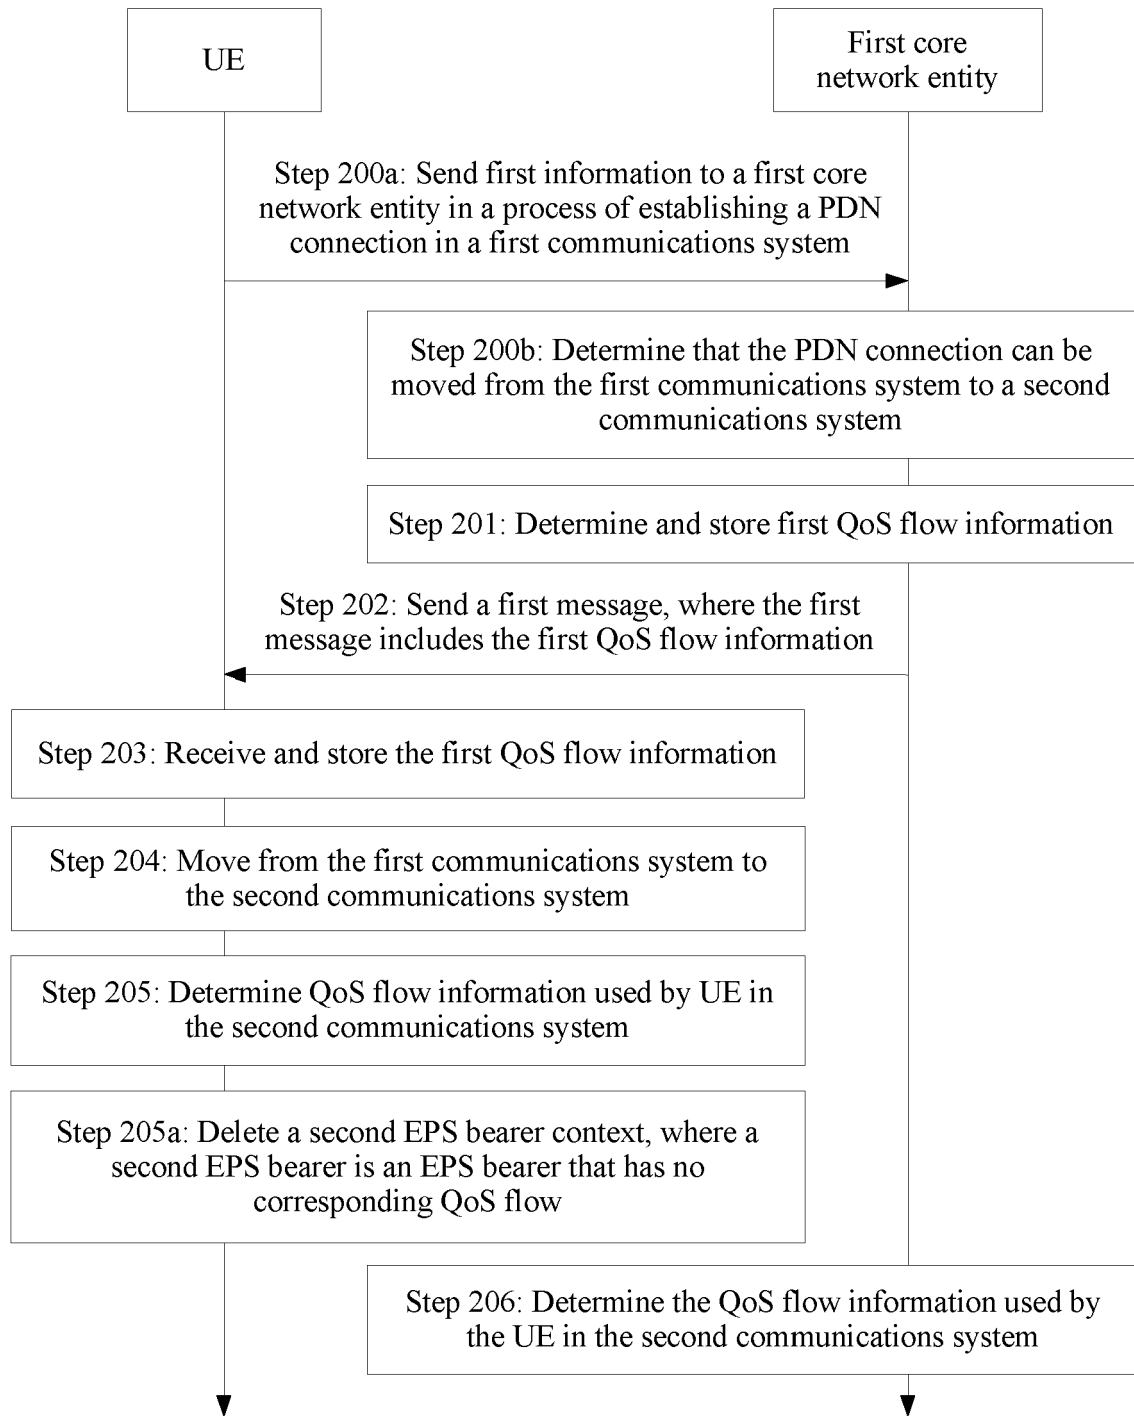 UE
First core
network entity
Step 200a: Send first information to a first core
network entity in a process of establishing a PDN
connection in a first communications system
Step 200b: Determine that the PDN connection can be
moved from the first communications system to a second
communications system
Step 201: Determine and store first QoS flow information
Step 202: Send a first message, where the first
message includes the first QoS flow information
Step 203: Receive and store the first QoS flow information
Step 204: Move from the first communications system to
the second communications system
Step 205: Determine QoS flow information used by UE in
the second communications system
Step 205a: Delete a second EPS bearer context, where a
second EPS bearer is an EPS bearer that has no
corresponding QoS flow
Step 206: Determine the QoS flow information used by
the UE in the second communications system